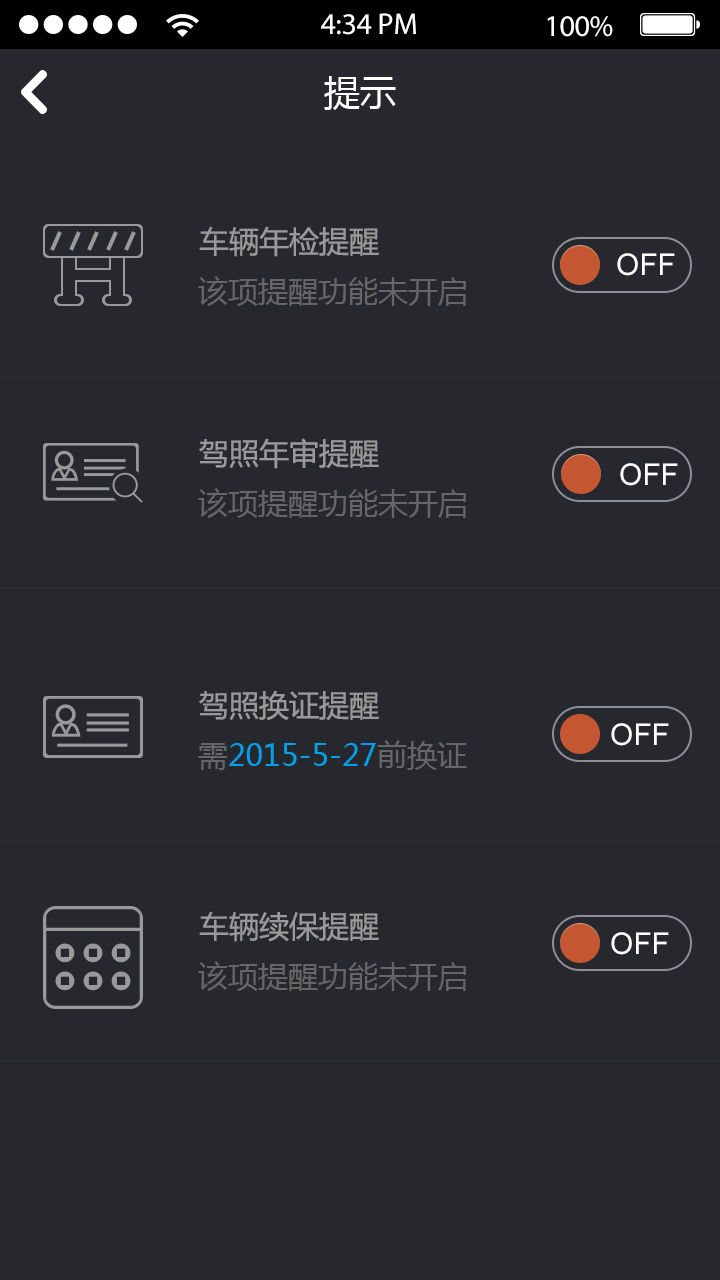 4:34 PM 100%
提示
车辆年检提醒
该项提醒功能未开启
OFF
驾照年审提醒
该项提醒功能未开启
OFF
驾照换证提醒
需2015-5-27前换证
OFF
车辆续保提醒
该项提醒功能未开启
OFF